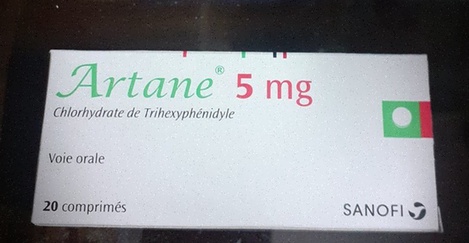 Artane® 5 mg
Chlorhydrate de Trihexyphénidyle
Voie orale
20 comprimés
SANOFI